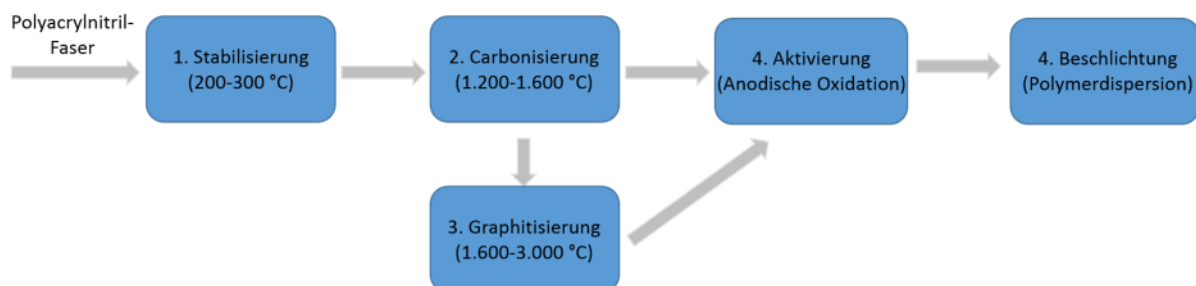 Polyacrylnitril-
Faser
1. Stabilisierung
(200-300 °C)
2. Carbonisierung
(1.200-1.600 °C)
4. Aktivierung
(Anodische Oxidation)
4. Beschlichtung
(Polymerdispersion)
3. Graphitisierung
(1.600-3.000 °C)